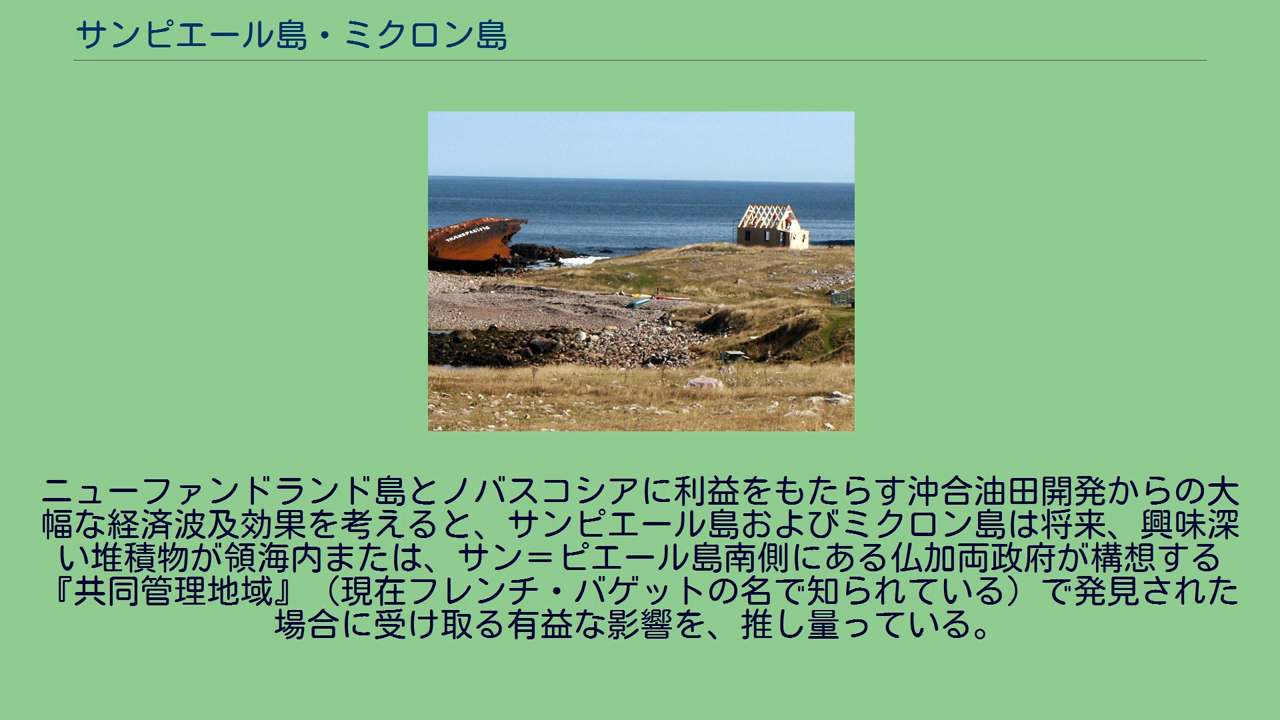 サンピエール島・ミクロン島
TRANSPACIFIC
ニューファンドランド島とノバスコシアに利益をもたらす沖合油田開発からの大
幅な経済波及効果を考えると、サンピエール島およびミクロン島は将来、興味深
い堆積物が領海内または、サン＝ピエール島南側にある仏加両政府が構想する
『共同管理地域』（現在フレンチ・バゲットの名で知られている）で発見された
場合に受け取る有益な影響を、推し量っている。